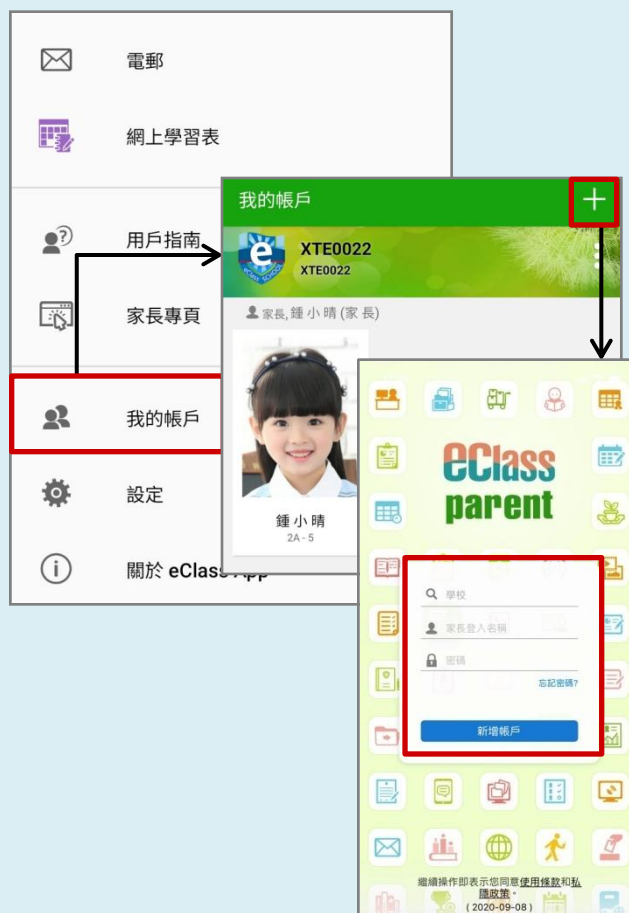 電郵
網上學習表
用戶指南
家長專頁
我的帳戶
設定
關於 eClass App
我的帳戶
e
XTE0022
XTE0022
家長,鍾小晴 (家長)
鍾小晴
2A - 5
eClass
parent
學校
家長登入名稱
密碼
忘記密碼?
新增帳戶
繼續操作即表示您同意使用條款和私
隱政策。
( 2020-09-08 )